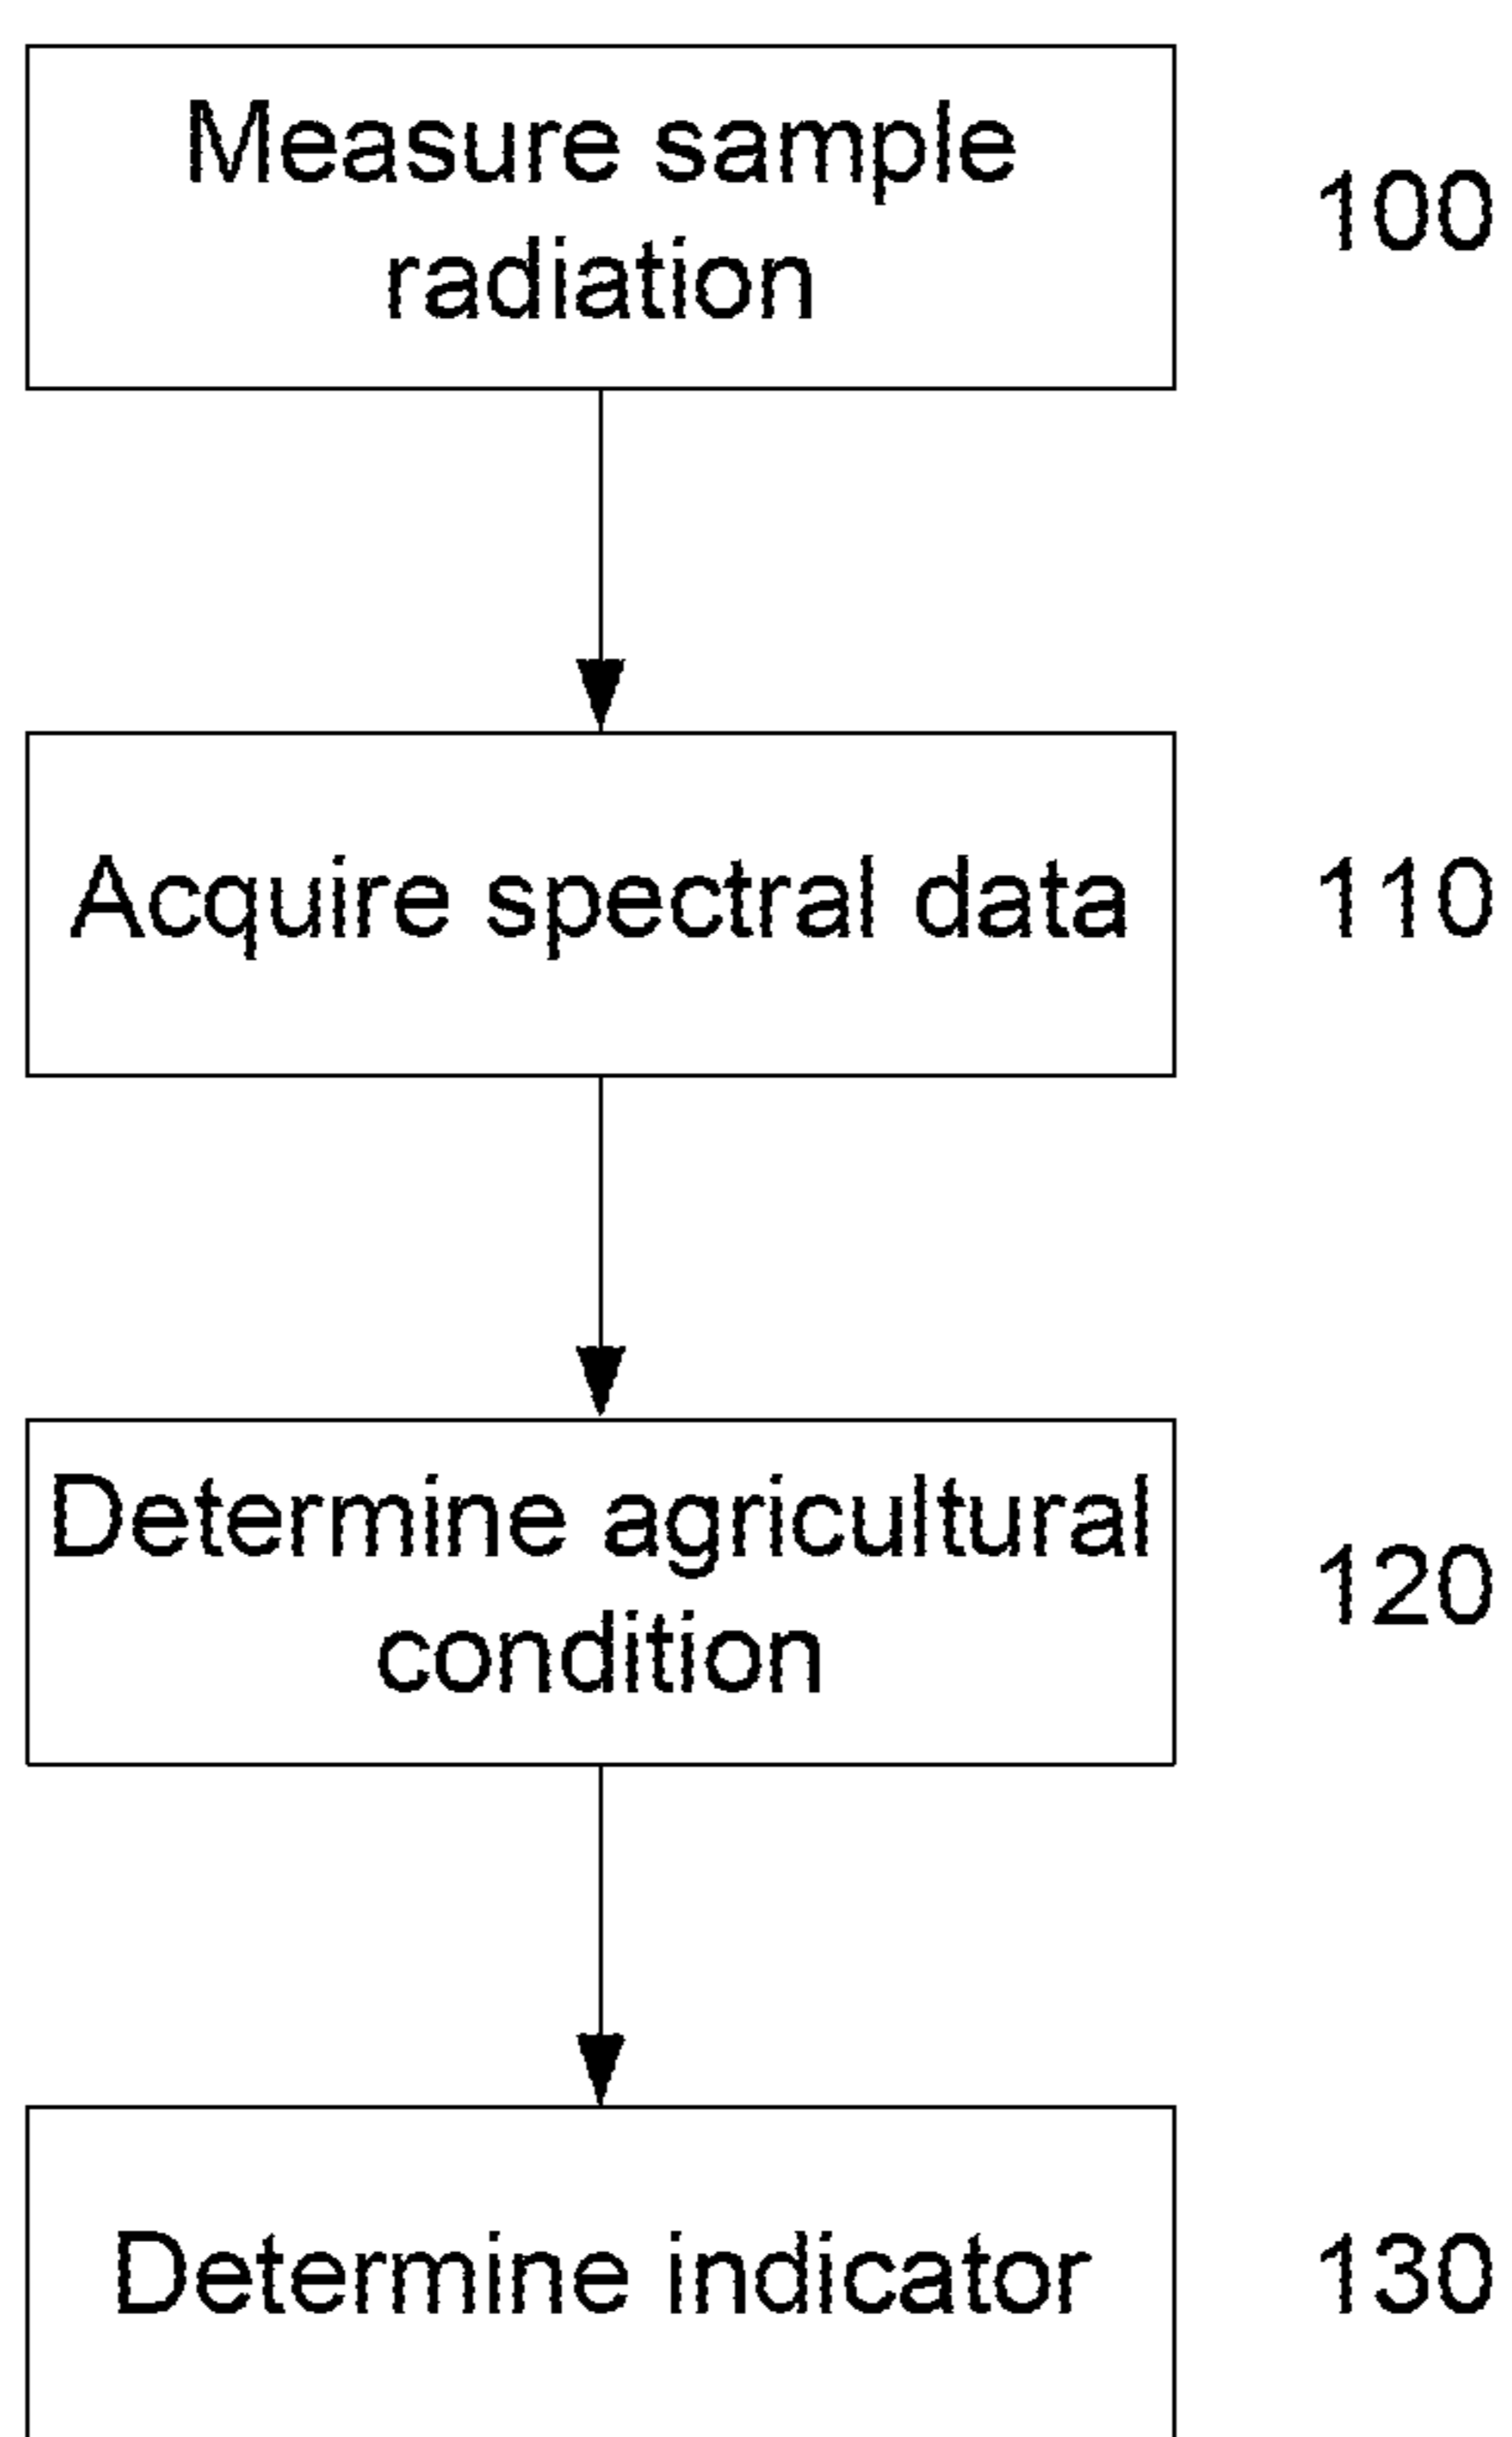 Measure sample
radiation
100
Acquire spectral data
110
Determine agricultural
condition
120
Determine indicator
130